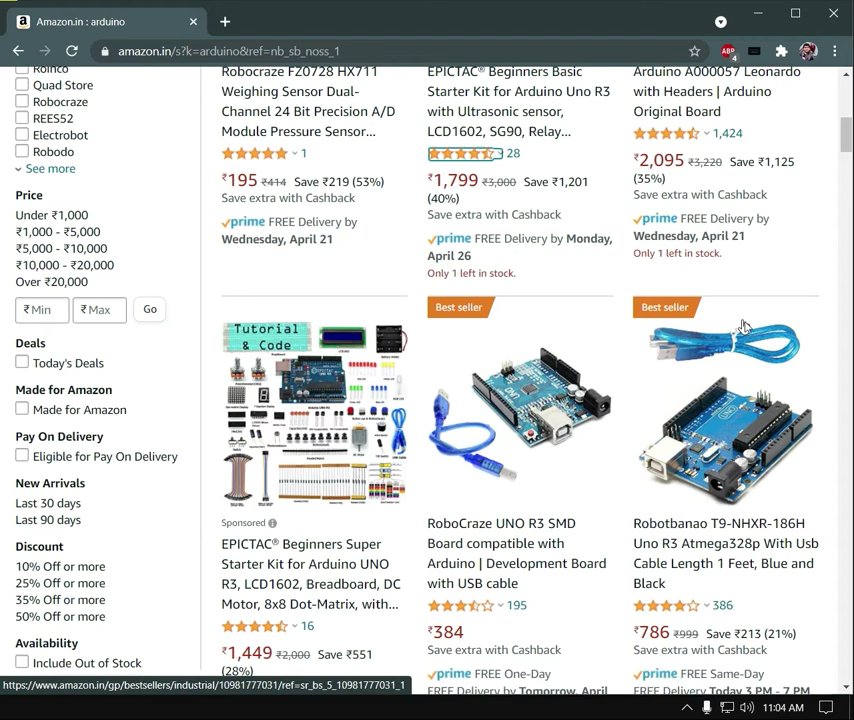 Amazon.in : arduino
amazon.in/s?k=arduino&ref=nb_sb_noss_1
4
Roinco
Quad Store
Robocraze
REES52
Electrobot
Robodo
See more
Price
Under ₹1,000
₹1,000 - ₹5,000
₹5,000 - ₹10,000
₹10,000 - ₹20,000
Over ₹20,000
₹ Min
₹ Max
Go
Deals
Today's Deals
Made for Amazon
Made for Amazon
Pay On Delivery
Eligible for Pay On Delivery
New Arrivals
Last 30 days
Last 90 days
Discount
10% Off or more
25% Off or more
35% Off or more
50% Off or more
Availability
Include Out of Stock
Robocraze FZ0728 HX711
Weighing Sensor Dual-
Channel 24 Bit Precision A/D
Module Pressure Sensor...
1
₹195 ₹414 Save ₹219 (53%)
Save extra with Cashback
prime FREE Delivery by
Wednesday, April 21
EPICTAC® Beginners Basic
Starter Kit for Arduino Uno R3
with Ultrasonic sensor,
LCD1602, SG90, Relay...
28
₹1,799 ₹3,000 Save ₹1,201
(40%)
Save extra with Cashback
prime FREE Delivery by Monday,
April 26
Only 1 left in stock.
Arduino A000057 Leonardo
with Headers | Arduino
Original Board
1,424
₹2,095 ₹3,220 Save ₹1,125
(35%)
Save extra with Cashback
prime FREE Delivery by
Wednesday, April 21
Only 1 left in stock.
Tutorial
& Code
Sponsored
EPICTAC® Beginners Super
Starter Kit for Arduino UNO
R3, LCD1602, Breadboard, DC
Motor, 8x8 Dot-Matrix, with...
16
₹1,449 ₹2,000 Save ₹551
(28%)
Best seller
RoboCraze UNO R3 SMD
Board compatible with
Arduino | Development Board
with USB cable
195
₹384
Save extra with Cashback
prime FREE One-Day
Delivery by Tomorrow, April
Best seller
Robotbanao T9-NHXR-186H
Uno R3 Atmega328p With Usb
Cable Length 1 Feet, Blue and
Black
386
₹786 ₹999 Save ₹213 (21%)
Save extra with Cashback
prime FREE Same-Day
Delivery Today 3 PM - 7 PM
https://www.amazon.in/gp/bestsellers/industrial/10981777031/ref=sr_bs_5_10981777031_1
11:04 AM